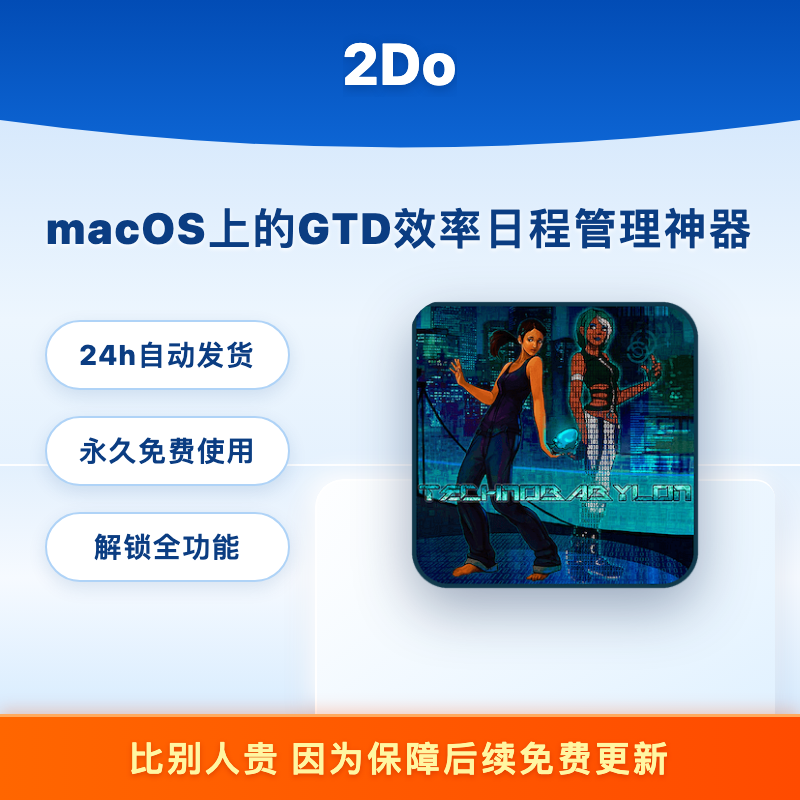 2Do
macOS上的GTD效率日程管理神器
24h自动发货
永久免费使用
解锁全功能
TECHNOBABYLON
比别人贵 因为保障后续免费更新